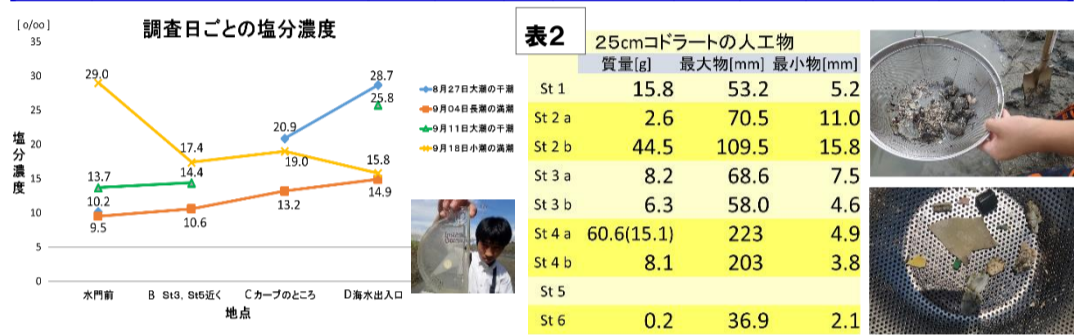 調査日ごとの塩分濃度
[o/oo]
35
30
25
20
15
10
5
0
塩分濃度
29.0
17.4
19.0
15.8
20.9
28.7
25.8
13.7
14.4
10.2
9.5
10.6
13.2
14.9
8月27日大潮の干潮
9月04日長潮の満潮
9月11日大潮の干潮
9月18日小潮の満潮
水門前
B St3, St5近く
Cカーブのところ
D海水出入口
地点
表2
25cmコドラートの人工物
質量[g] 最大物[mm] 最小物[mm]
St 1 15.8 53.2 5.2
St 2 a 2.6 70.5 11.0
St 2 b 44.5 109.5 15.8
St 3 a 8.2 68.6 7.5
St 3 b 6.3 58.0 4.6
St 4 a 60.6(15.1) 223 4.9
St 4 b 8.1 203 3.8
St 5
St 6 0.2 36.9 2.1